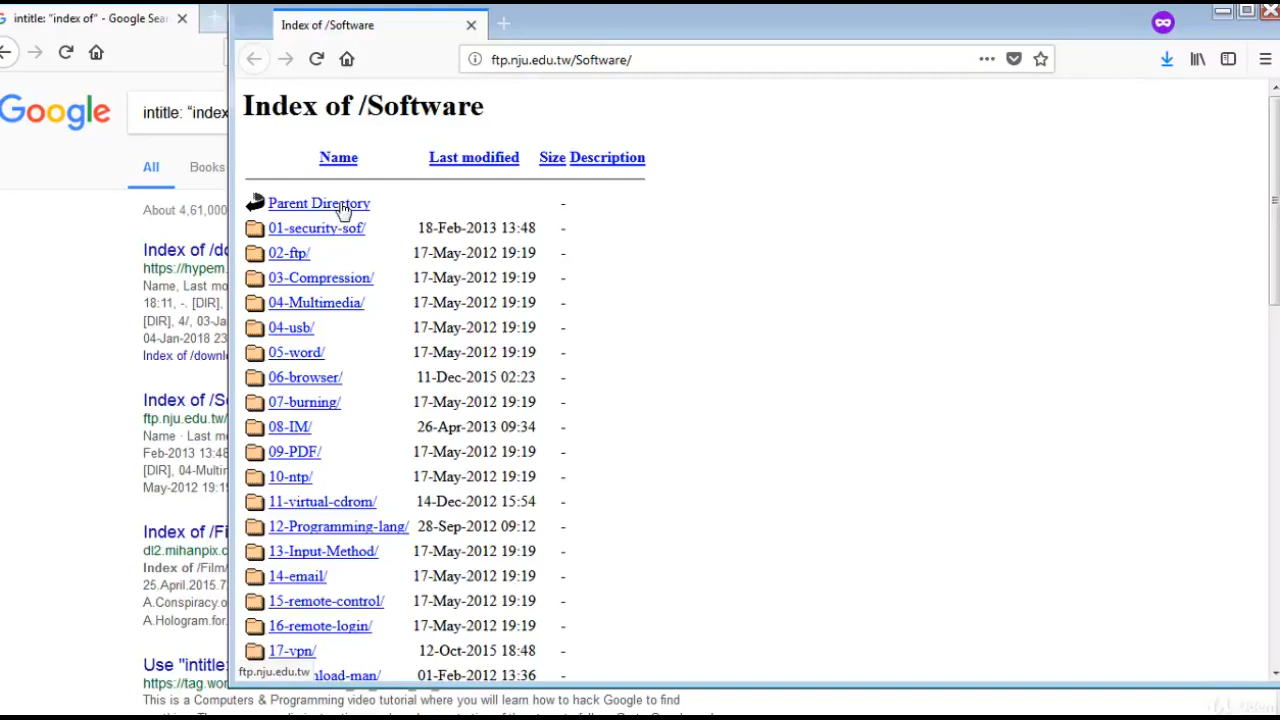 intitle: "index of" - Google Sear
Index of /Software
ftp.nju.edu.tw/Software/
Google
intitle: “index
All Books
About 4,61,000
Index of /do
https://hypem.
Name, Last mo
18:11, -. [DIR],
[DIR], 4/, 03-Ja
04-Jan-2018 23
Index of /downl
Index of /S
ftp.nju.edu.tw/
Name · Last m
Feb-2013 13:48
[DIR], 04-Multin
May-2012 19:1
Index of /Fi
dl2.mihanpix.c
Index of /Film/
25.April.2015.7
A.Conspiracy.o
A.Hologram.for
Use "intitle:
https://tag.wor
This is a Computers & Programming video tutorial where you will learn how to hack Google to find
Index of /Software
Name Last modified Size Description
Parent Directory -
01-security-sof/ 18-Feb-2013 13:48 -
02-ftp/ 17-May-2012 19:19 -
03-Compression/ 17-May-2012 19:19 -
04-Multimedia/ 17-May-2012 19:19 -
04-usb/ 17-May-2012 19:19 -
05-word/ 17-May-2012 19:19 -
06-browser/ 11-Dec-2015 02:23 -
07-burning/ 17-May-2012 19:19 -
08-IM/ 26-Apr-2013 09:34 -
09-PDF/ 17-May-2012 19:19 -
10-ntp/ 17-May-2012 19:19 -
11-virtual-cdrom/ 14-Dec-2012 15:54 -
12-Programming-lang/ 28-Sep-2012 09:12 -
13-Input-Method/ 17-May-2012 19:19 -
14-email/ 17-May-2012 19:19 -
15-remote-control/ 17-May-2012 19:19 -
16-remote-login/ 17-May-2012 19:19 -
17-vpn/ 12-Oct-2015 18:48 -
nload-man/ 01-Feb-2012 13:36 -
ftp.nju.edu.tw